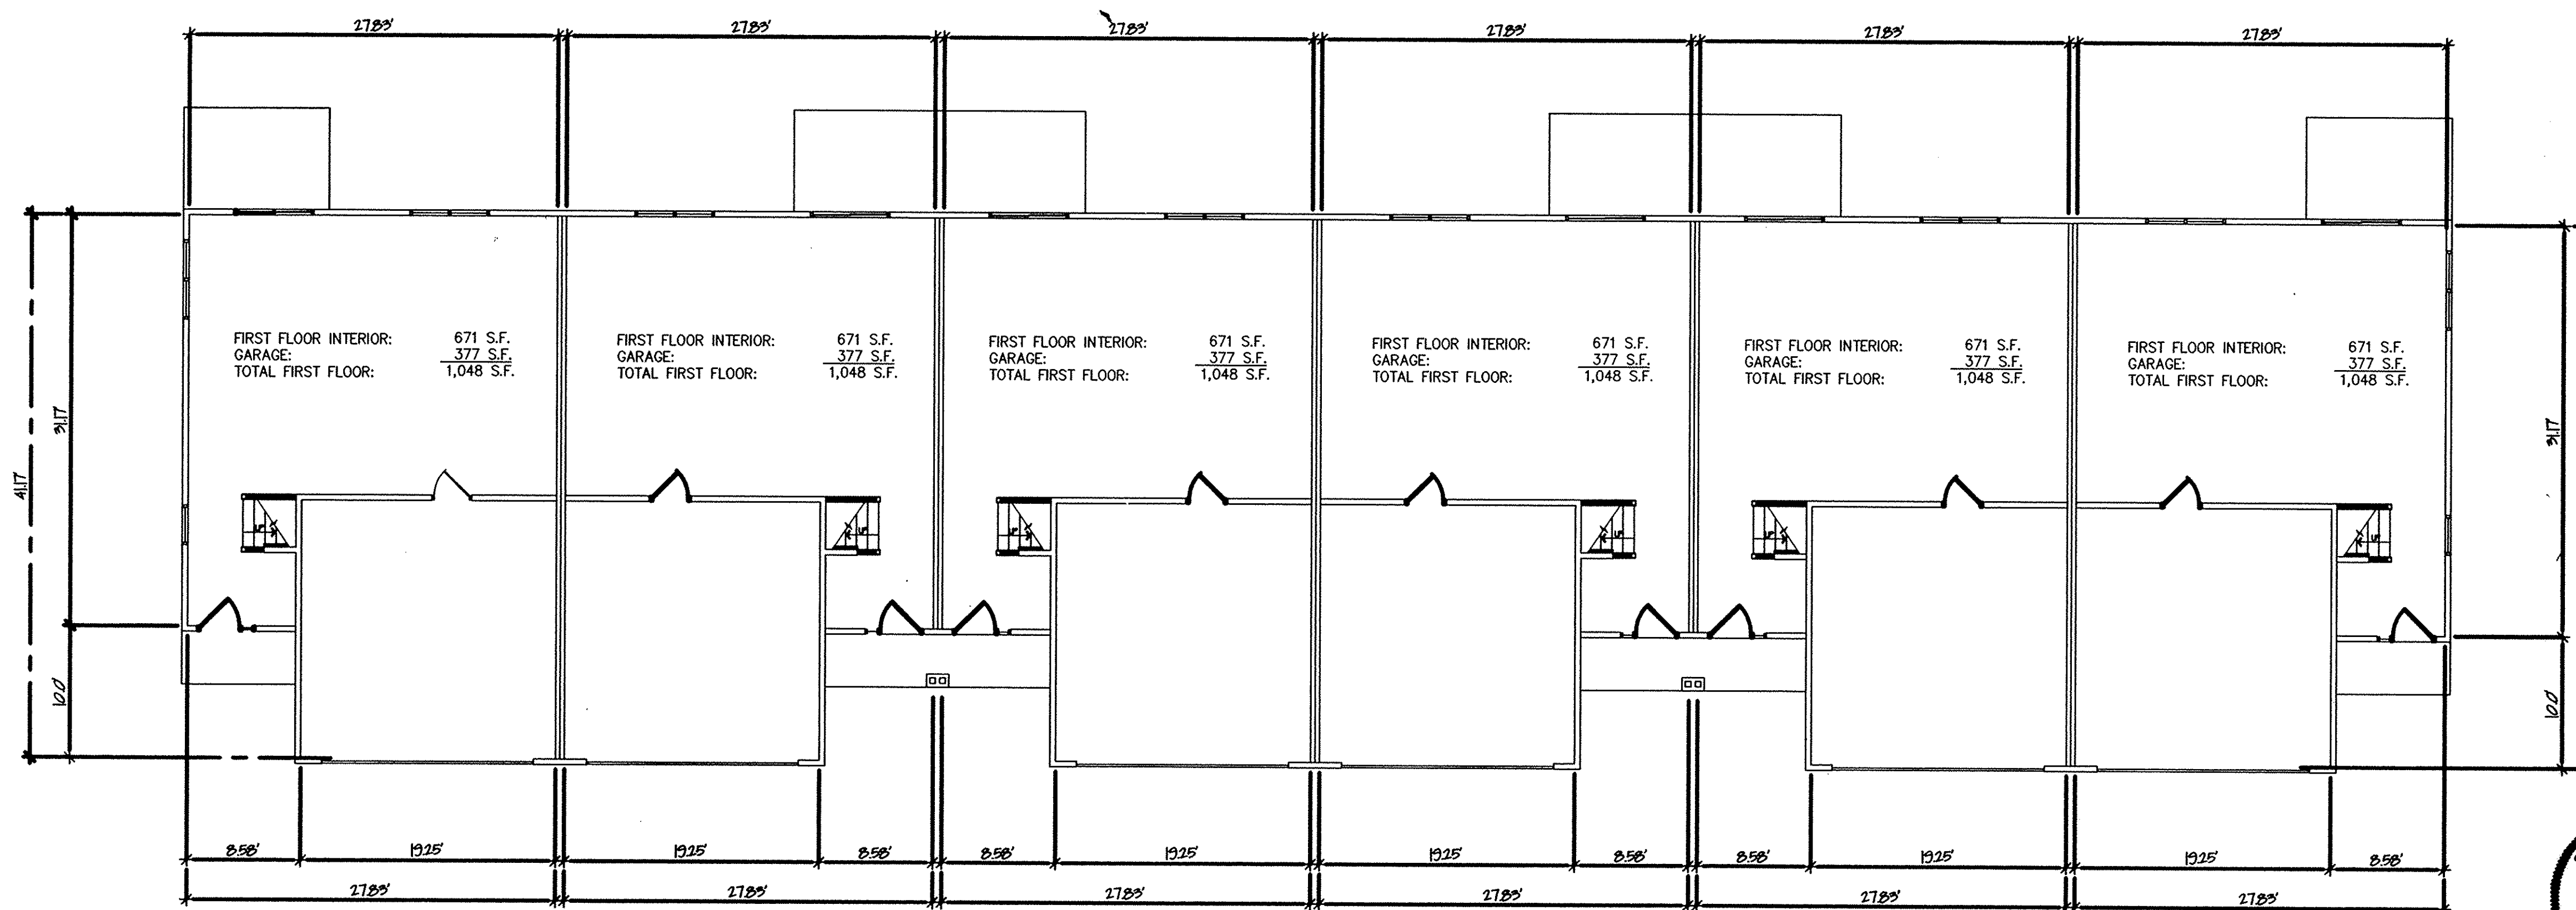 27.83' 27.83' 27.83' 27.83' 27.83' 27.83'
FIRST FLOOR INTERIOR: 671 S.F.
GARAGE: 377 S.F.
TOTAL FIRST FLOOR: 1,048 S.F.
FIRST FLOOR INTERIOR: 671 S.F.
GARAGE: 377 S.F.
TOTAL FIRST FLOOR: 1,048 S.F.
FIRST FLOOR INTERIOR: 671 S.F.
GARAGE: 377 S.F.
TOTAL FIRST FLOOR: 1,048 S.F.
FIRST FLOOR INTERIOR: 671 S.F.
GARAGE: 377 S.F.
TOTAL FIRST FLOOR: 1,048 S.F.
FIRST FLOOR INTERIOR: 671 S.F.
GARAGE: 377 S.F.
TOTAL FIRST FLOOR: 1,048 S.F.
FIRST FLOOR INTERIOR: 671 S.F.
GARAGE: 377 S.F.
TOTAL FIRST FLOOR: 1,048 S.F.
41.17
31.17
10.0'
31.17
10.0'
UP
UP
UP
UP
UP
UP
8.58' 19.25' 19.25' 8.58' 8.58' 19.25' 19.25' 8.58' 8.58' 19.25' 19.25' 8.58'
27.83' 27.83' 27.83' 27.83' 27.83' 27.83'